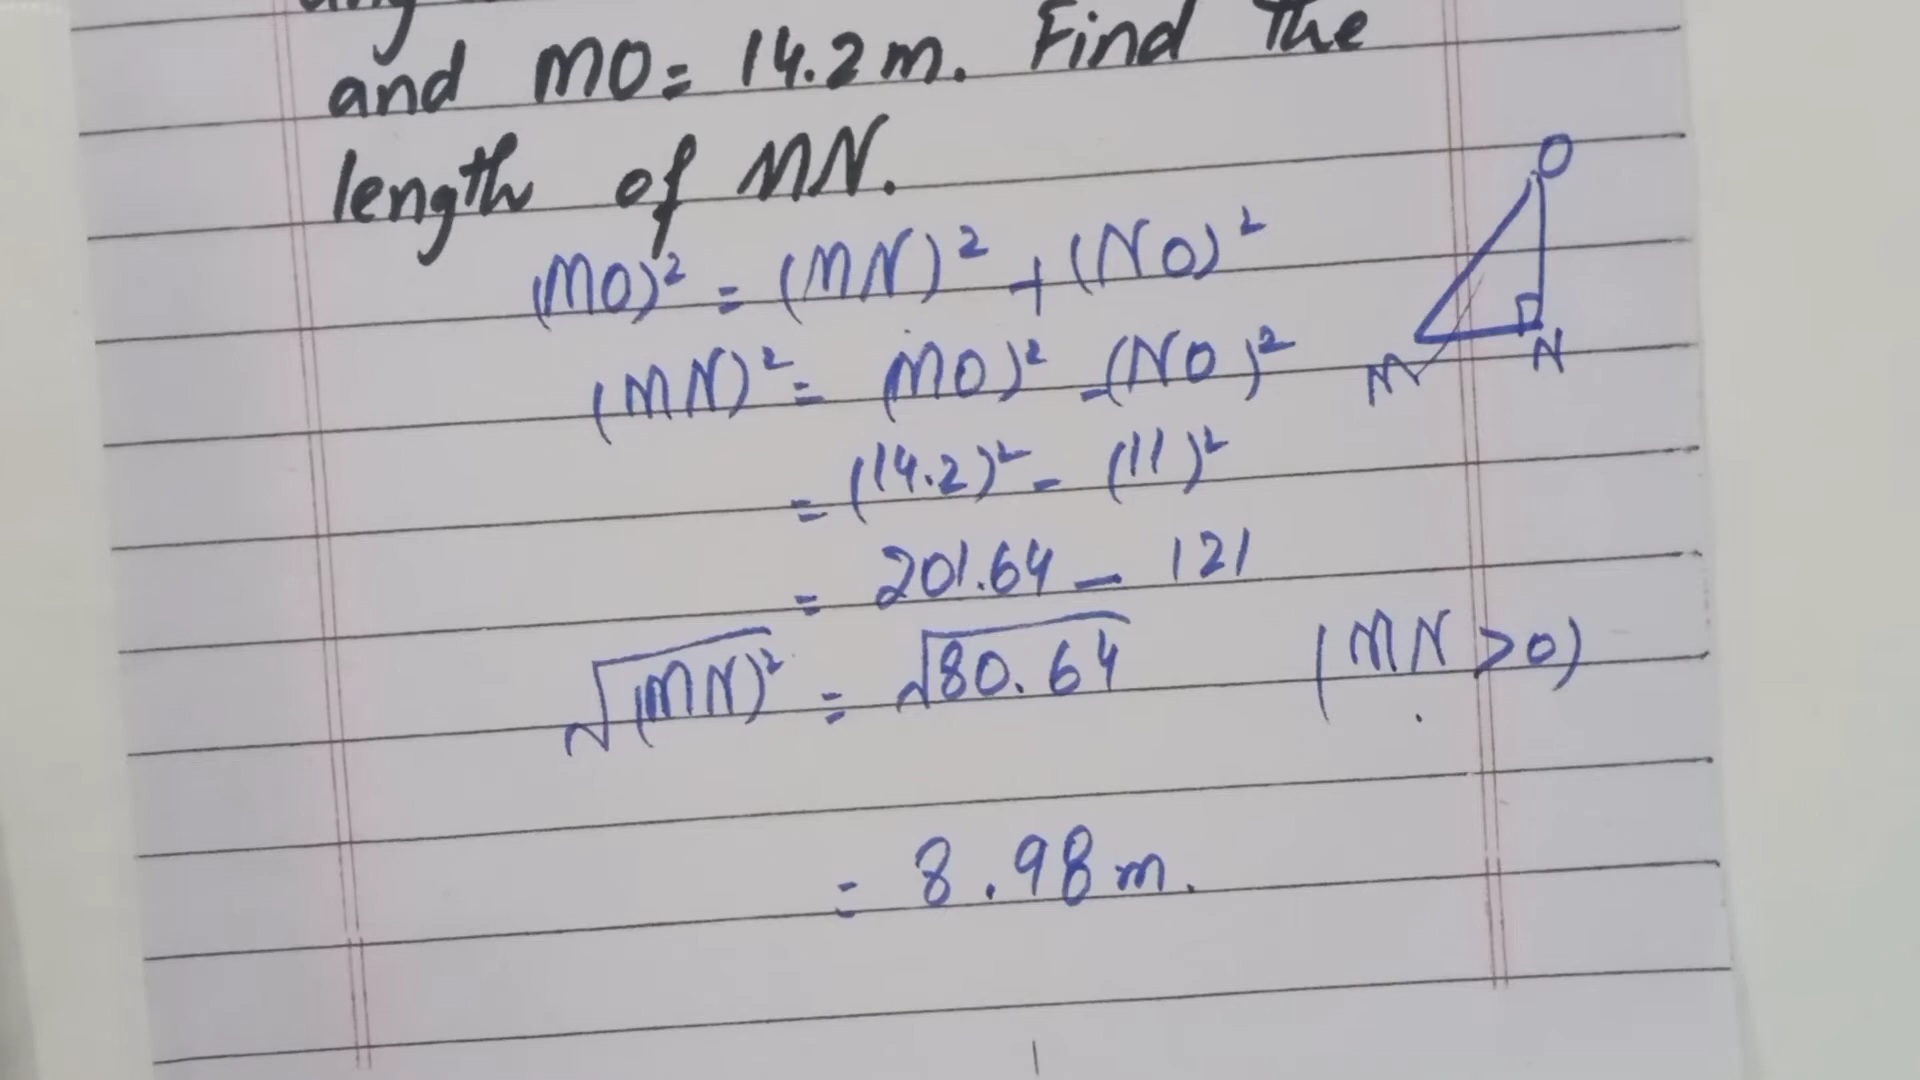 and MO = 14.2 m. Find the
length of MN.
(MO)² = (MN)² + (NO)²
O
(MN)² = (MO)² - (NO)²
M N
= (14.2)² - (11)²
= 201.64 - 121
√(MN)² = √80.64 (MN > 0)
= 8.98 m.